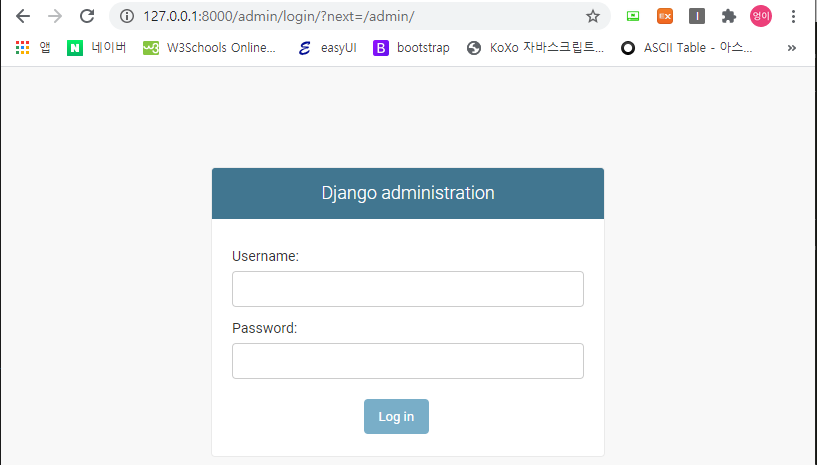 127.0.0.1:8000/admin/login/?next=/admin/
엉이
앱 네이버 W3Schools Online... easyUI bootstrap KoXo 자바스크립트... ASCII Table - 아스... »
Django administration
Username:
Password:
Log in